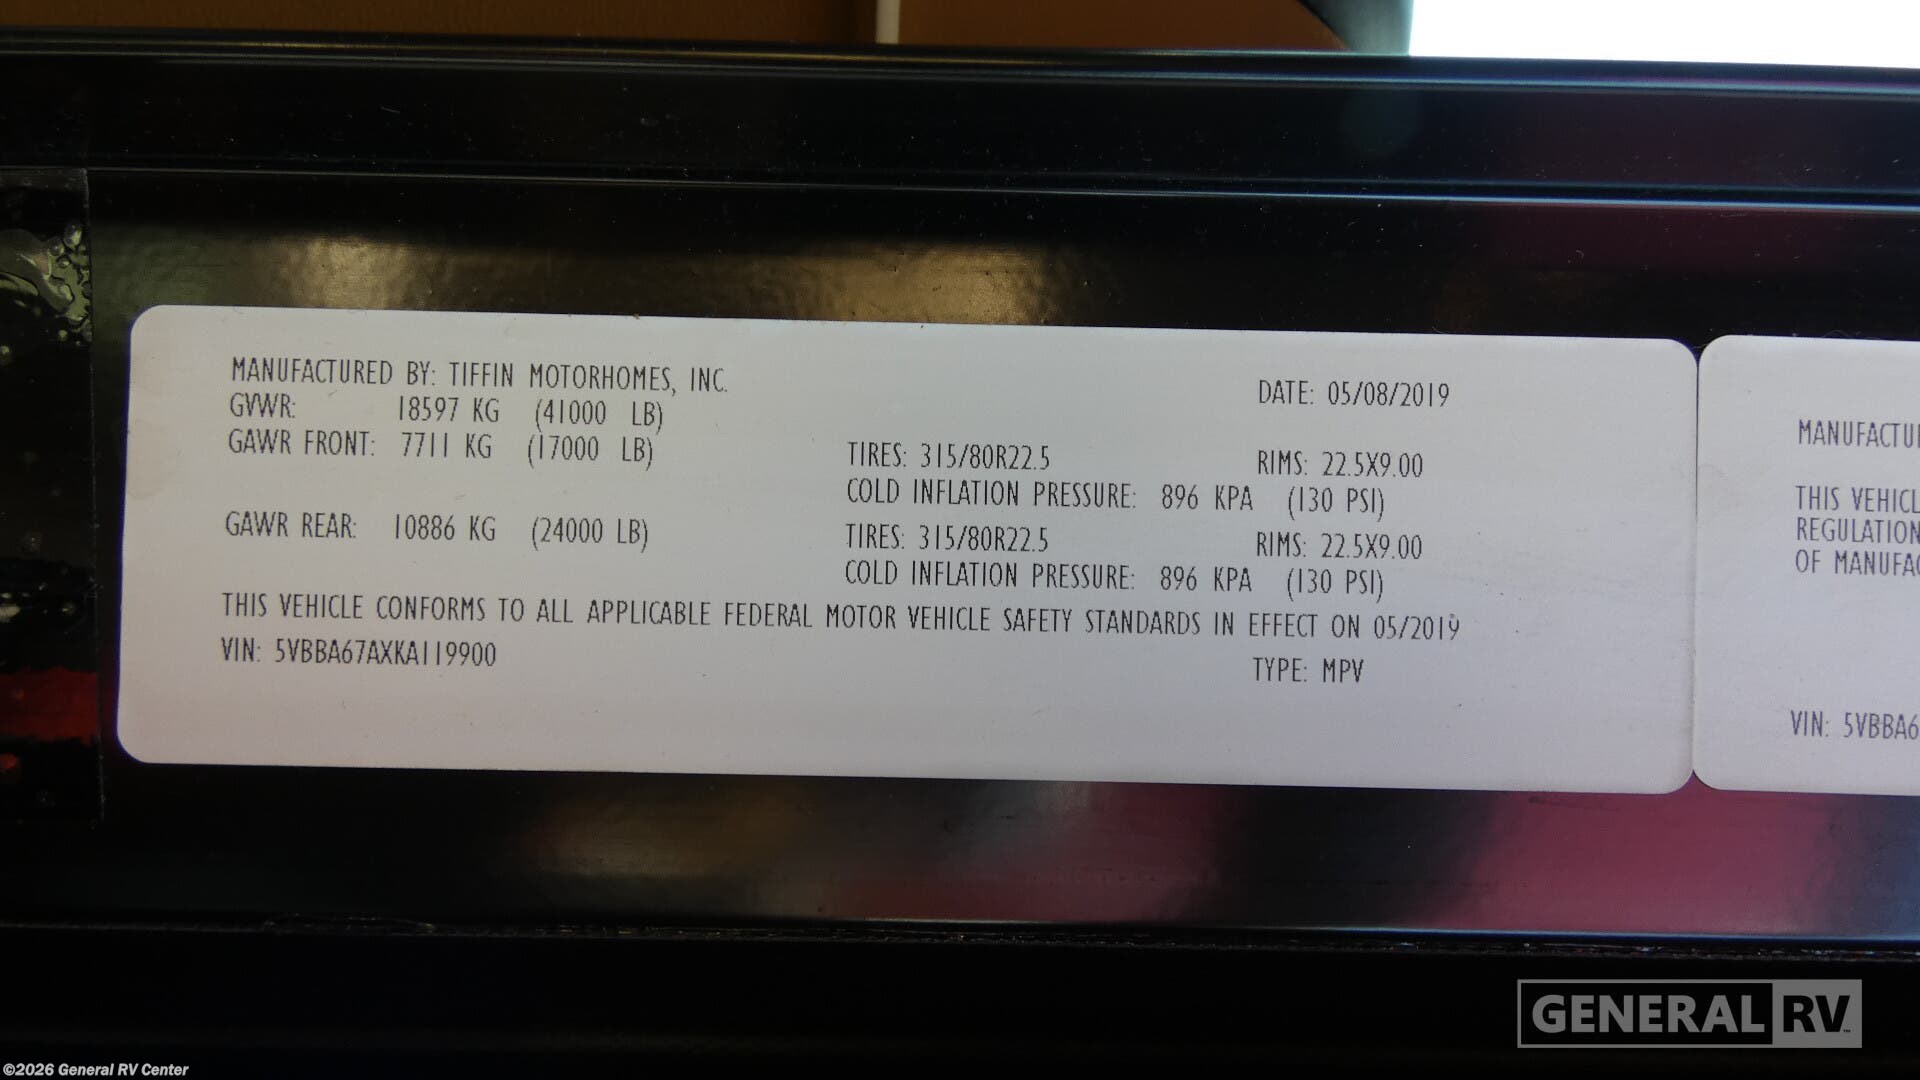 MANUFACTURED BY: TIFFIN MOTORHOMES, INC.
DATE: 05/08/2019
GVWR: 18597 KG (41000 LB)
GAWR FRONT: 7711 KG (17000 LB)
TIRES: 315/80R22.5 RIMS: 22.5X9.00
COLD INFLATION PRESSURE: 896 KPA (130 PSI)
GAWR REAR: 10886 KG (24000 LB)
TIRES: 315/80R22.5 RIMS: 22.5X9.00
COLD INFLATION PRESSURE: 896 KPA (130 PSI)
THIS VEHICLE CONFORMS TO ALL APPLICABLE FEDERAL MOTOR VEHICLE SAFETY STANDARDS IN EFFECT ON 05/2019
VIN: 5VBBA67AXKA119900
TYPE: MPV
MANUFACTU
THIS VEHICL
REGULATION
OF MANUFAC
VIN: 5VBBA6
GENERAL RV
©2026 General RV Center